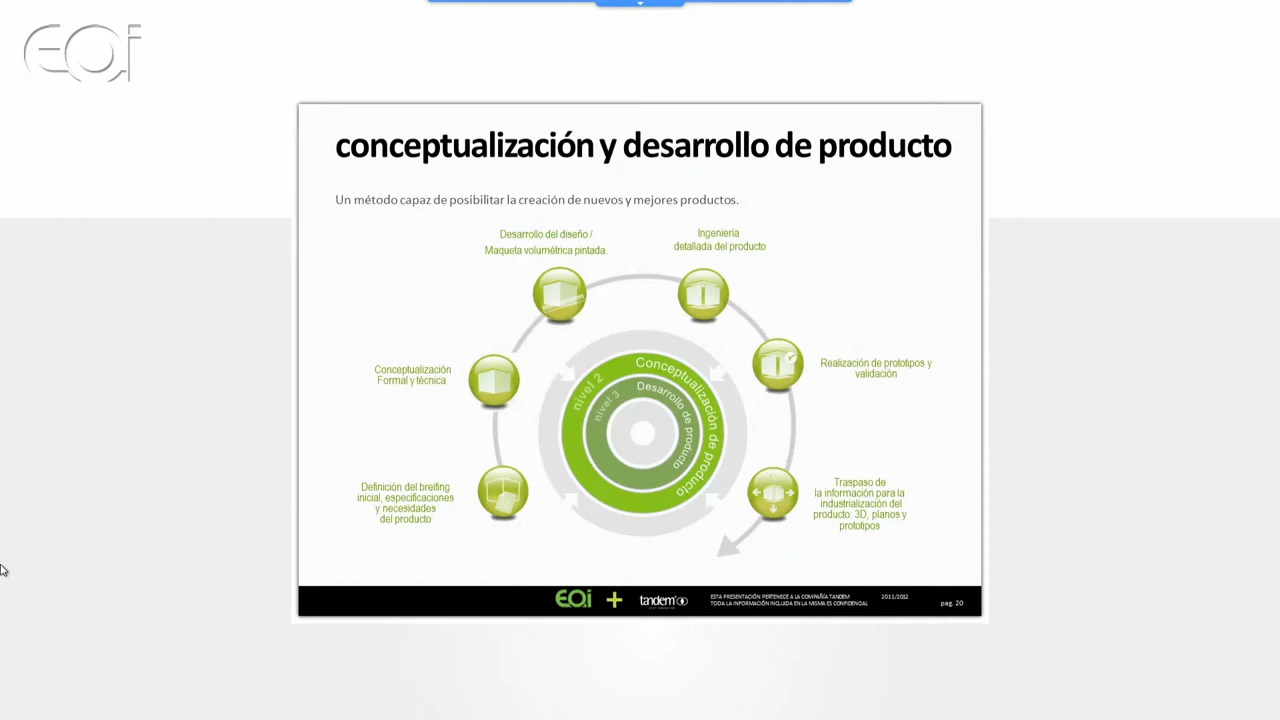 EOi
conceptualización y desarrollo de producto
Un método capaz de posibilitar la creación de nuevos y mejores productos.
Desarrollo del diseño /
Maqueta volumétrica pintada.
Ingeniería
detallada del producto
Conceptualización
Formal y técnica
Realización de prototipos y
validación
Definición del breifing
inicial, especificaciones
y necesidades
del producto
Traspaso de
la información para la
industrialización del
producto: 3D, planos y
prototipos
nivel 2
Conceptualización de producto
nivel 3
Desarrollo de producto
EOi + tandem
ESTA PRESENTACIÓN PERTENECE A LA COMPAÑÍA TANDEM
TODA LA INFORMACIÓN INCLUIDA EN LA MISMA ES CONFIDENCIAL
2011/2012
pag. 20